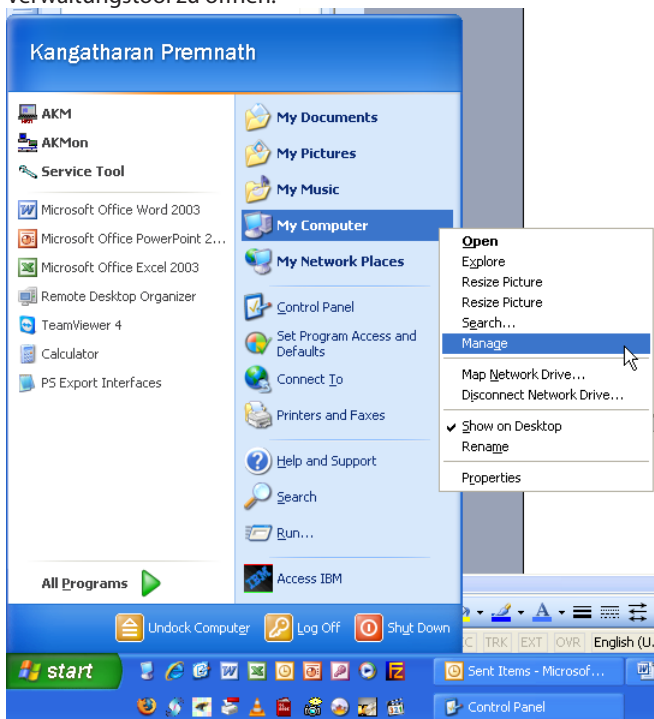 Verwaltungstool zu öffnen.
Kangatharan Premnath
AKM
AKMon
Service Tool
Microsoft Office Word 2003
Microsoft Office PowerPoint 2...
Microsoft Office Excel 2003
Remote Desktop Organizer
TeamViewer 4
Calculator
PS Export Interfaces
All Programs
My Documents
My Pictures
My Music
My Computer
My Network Places
Control Panel
Set Program Access and
Defaults
Connect To
Printers and Faxes
Help and Support
Search
Run...
Access IBM
Open
Explore
Resize Picture
Resize Picture
Search...
Manage
Map Network Drive...
Disconnect Network Drive...
Show on Desktop
Rename
Properties
Undock Computer Log Off Shut Down
TRK EXT OVR English (U.
start Sent Items - Microsof...
Control Panel